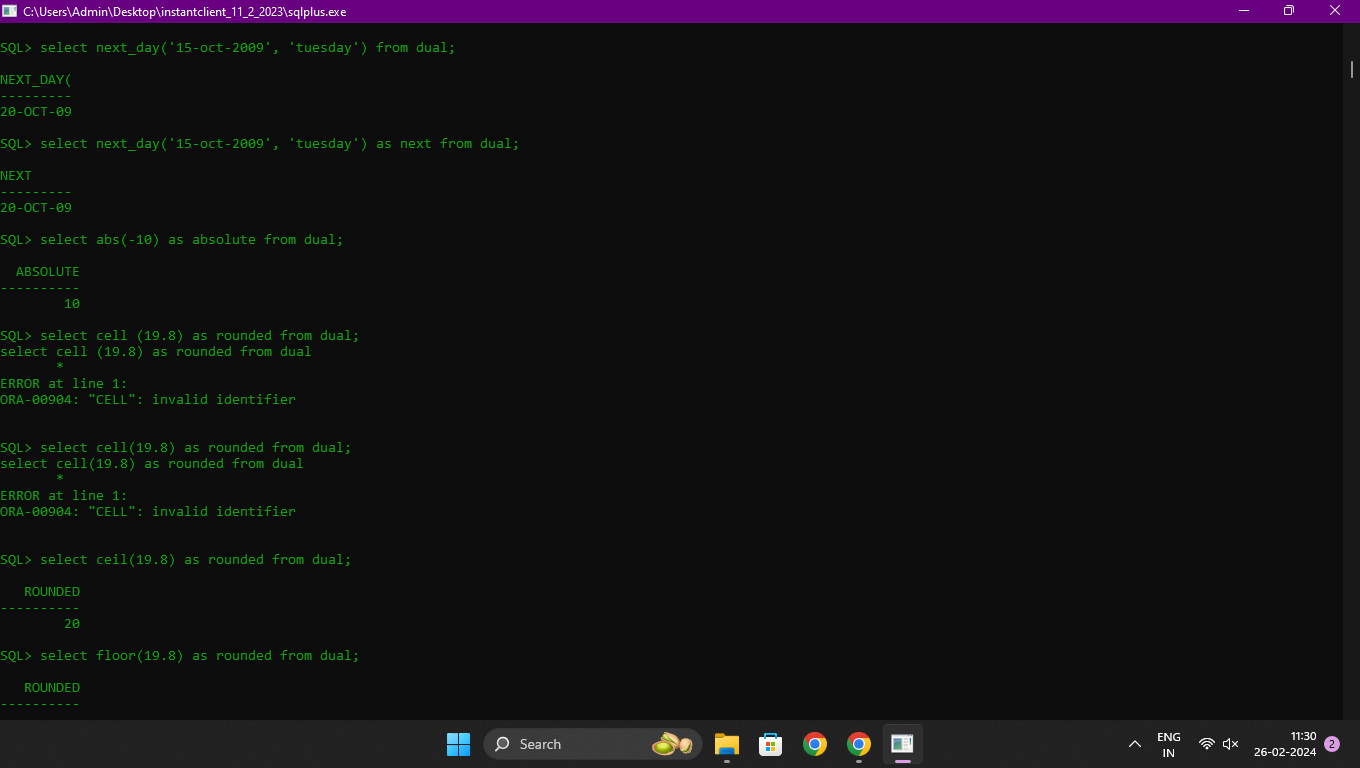 C:\Users\Admin\Desktop\instantclient_11_2_2023\sqlplus.exe
SQL> select next_day('15-oct-2009', 'tuesday') from dual;
NEXT_DAY(
---------
20-OCT-09
SQL> select next_day('15-oct-2009', 'tuesday') as next from dual;
NEXT
---------
20-OCT-09
SQL> select abs(-10) as absolute from dual;
  ABSOLUTE
----------
        10
SQL> select cell (19.8) as rounded from dual;
select cell (19.8) as rounded from dual
       *
ERROR at line 1:
ORA-00904: "CELL": invalid identifier
SQL> select cell(19.8) as rounded from dual;
select cell(19.8) as rounded from dual
       *
ERROR at line 1:
ORA-00904: "CELL": invalid identifier
SQL> select ceil(19.8) as rounded from dual;
   ROUNDED
----------
        20
SQL> select floor(19.8) as rounded from dual;
   ROUNDED
----------
Search
ENG
IN
11:30
26-02-2024
2